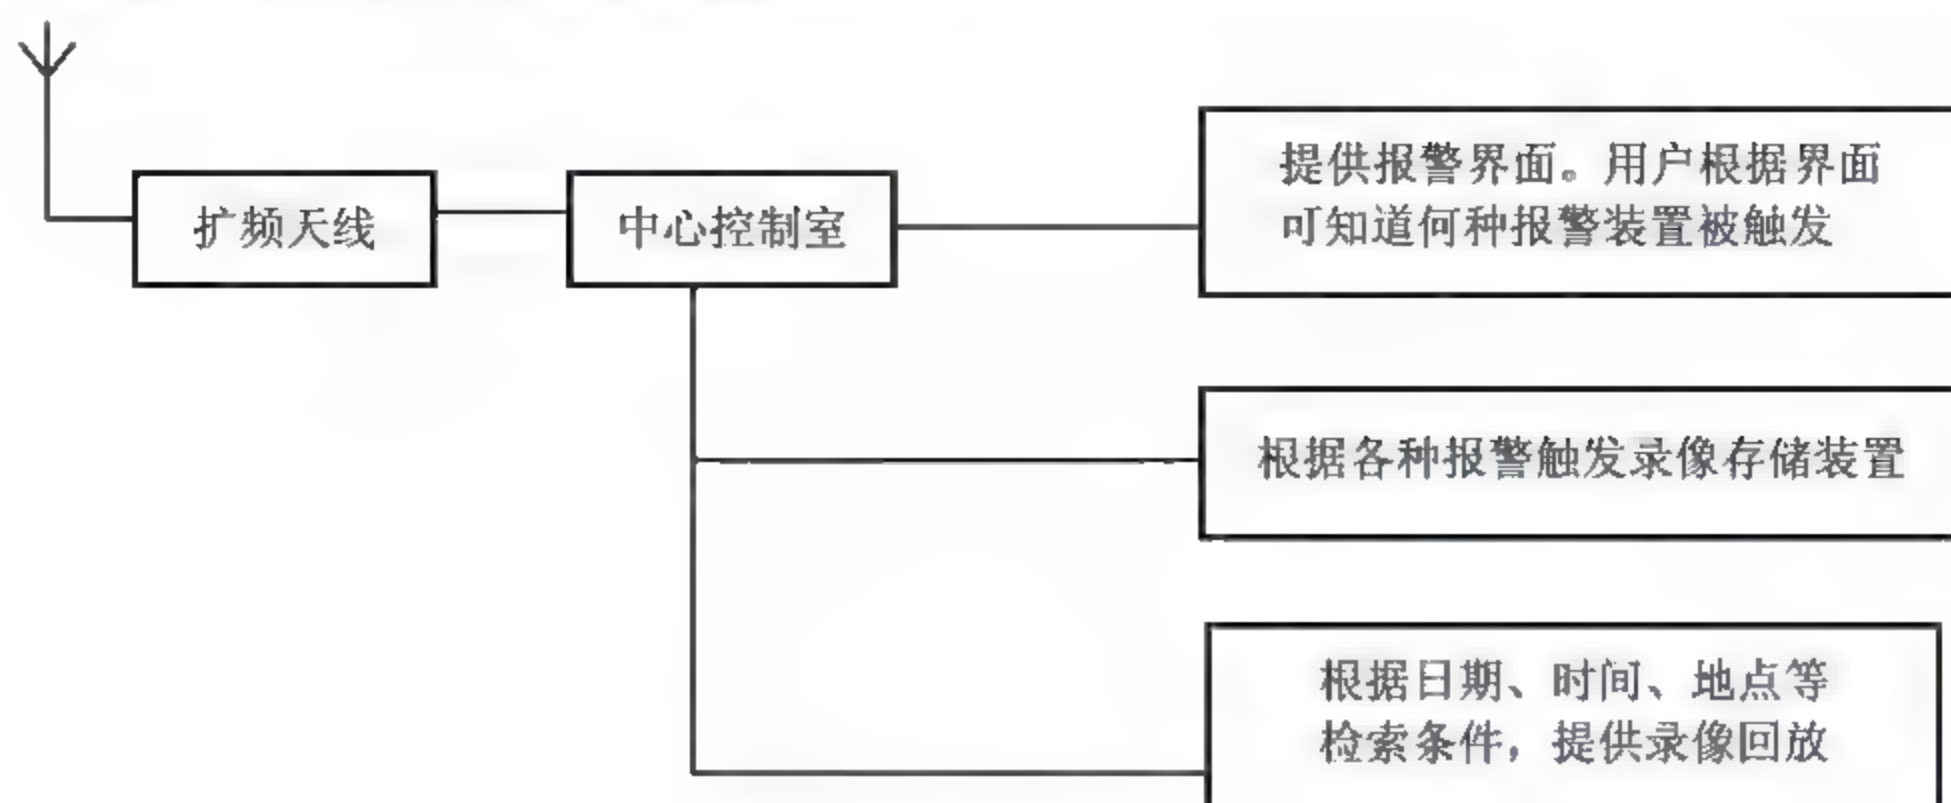 扩频天线
中心控制室
提供报警界面。用户根据界面
可知道何种报警装置被触发
根据各种报警触发录像存储装置
根据日期、时间、地点等
检索条件，提供录像回放